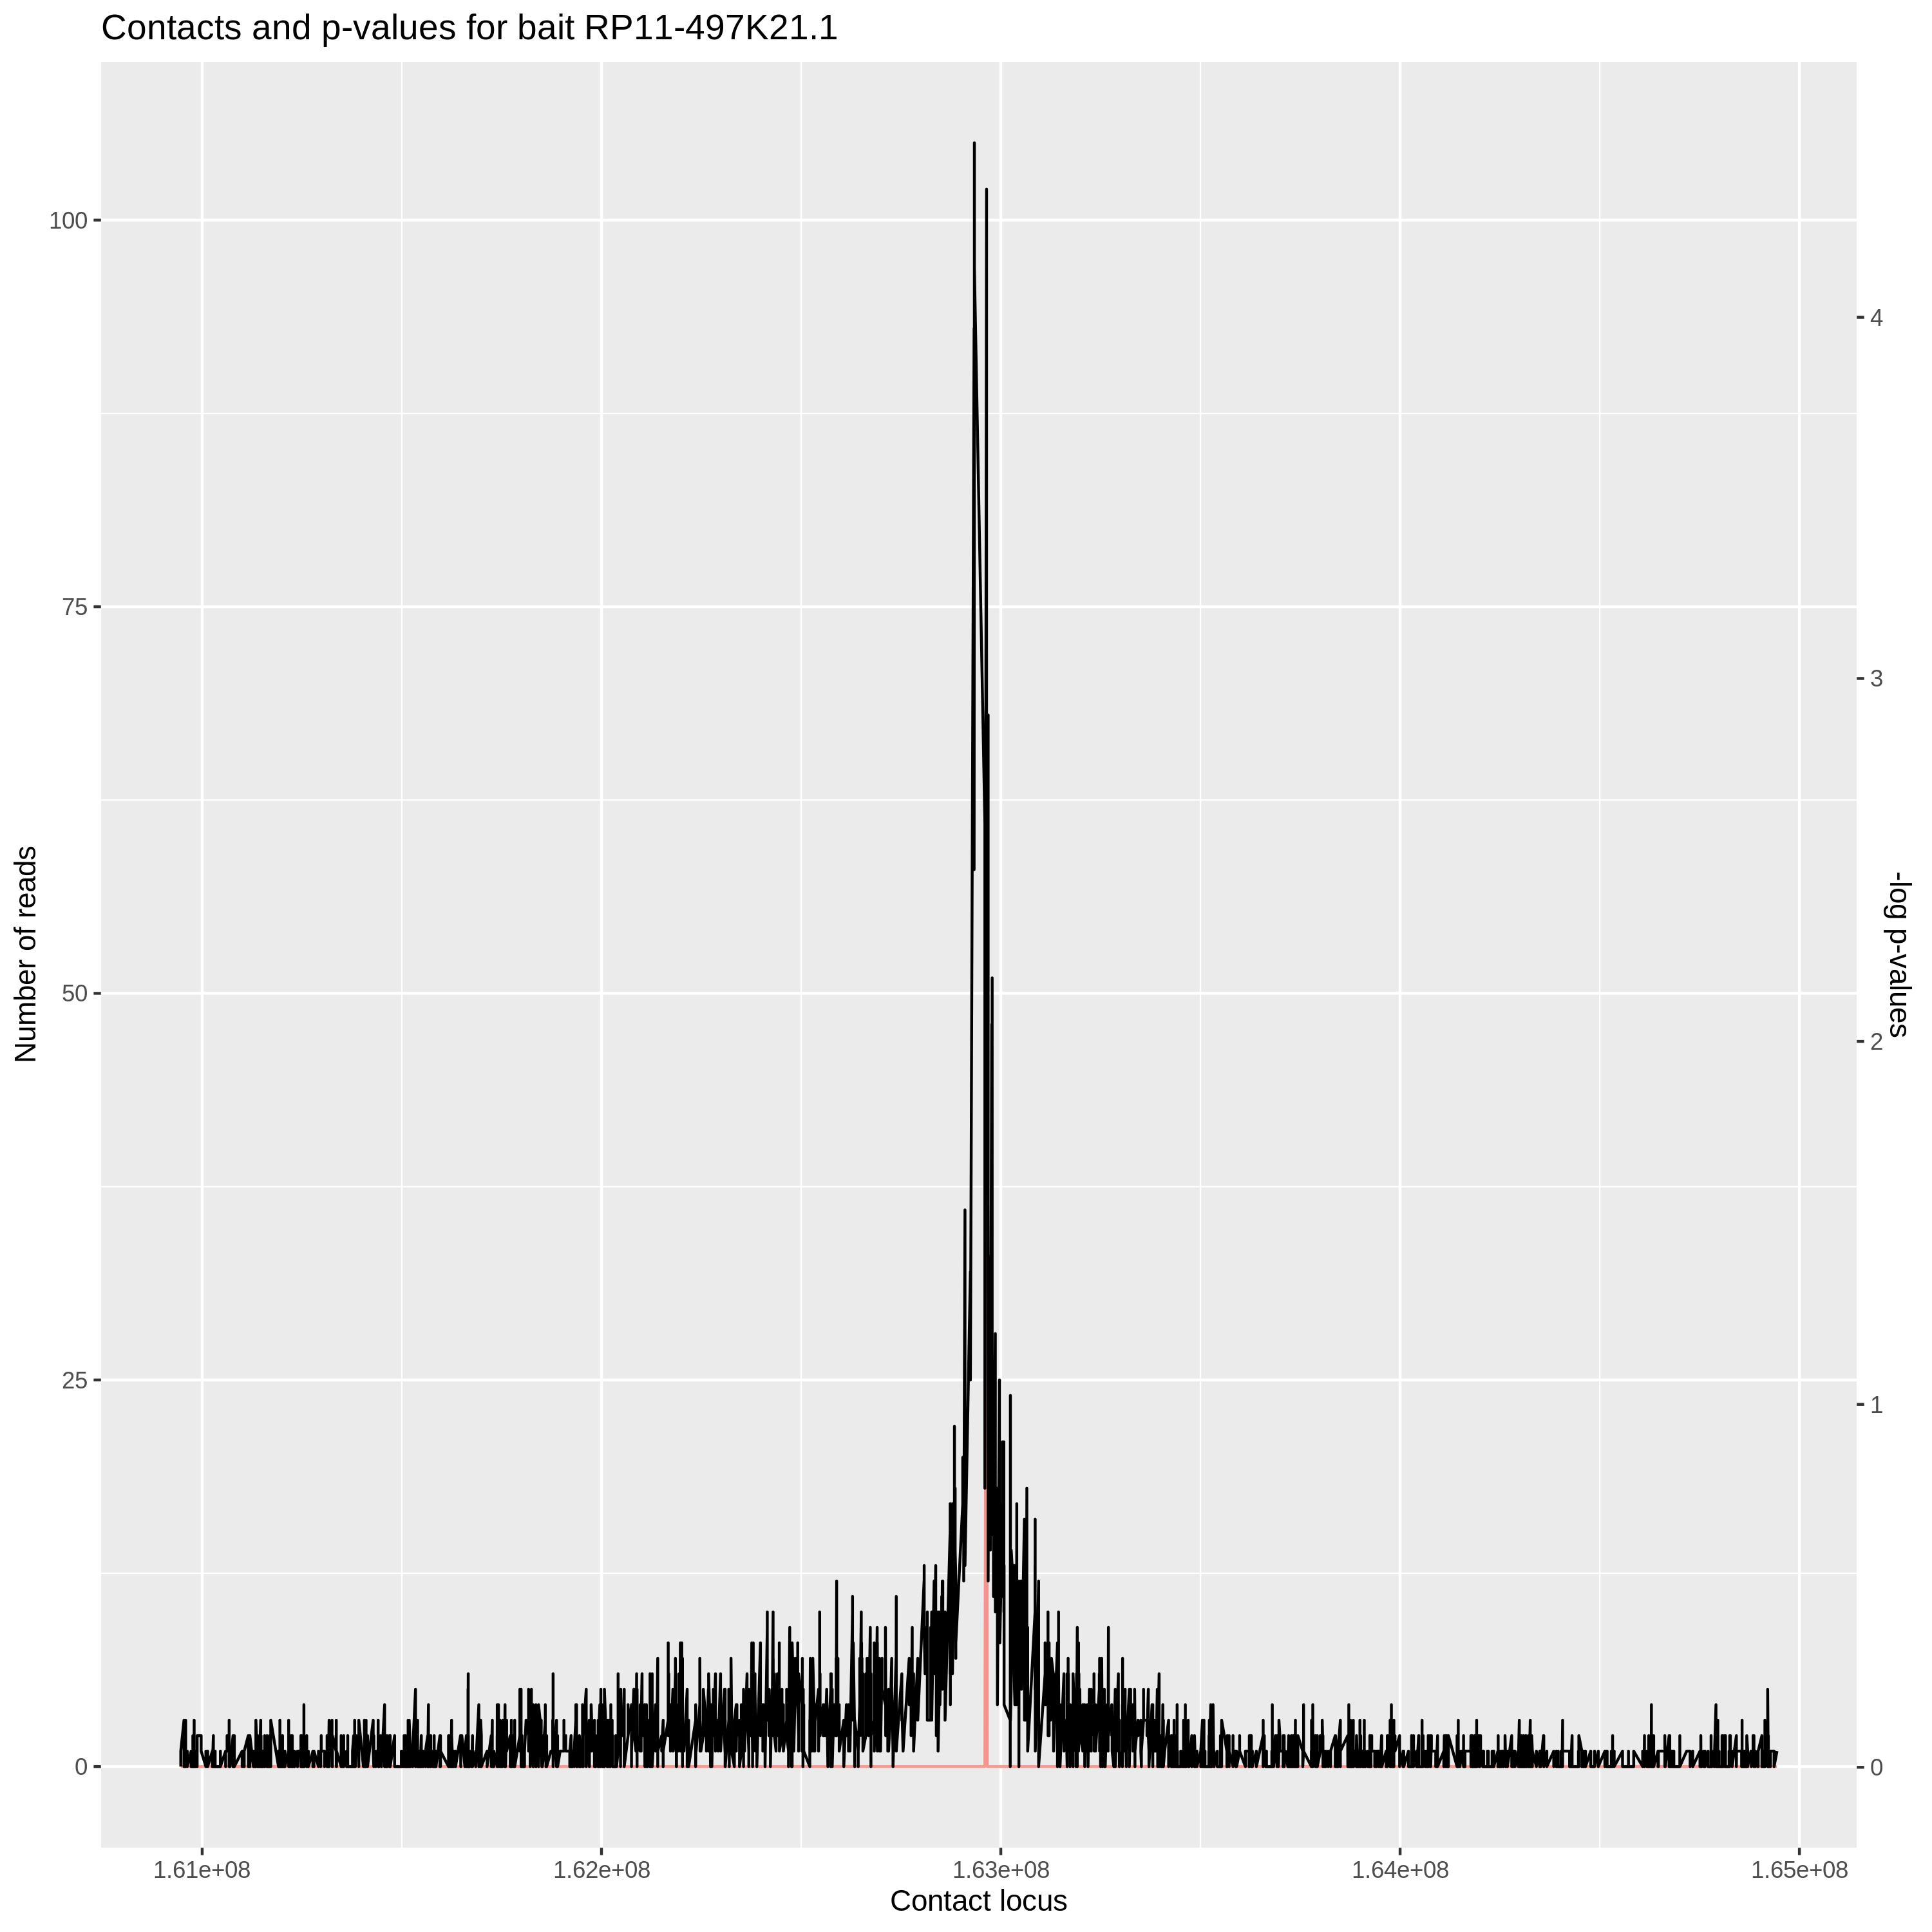 Contacts and p-values for bait RP11-497K21.1
100
75
50
25
0
Number of reads
4
3
2
1
0
-log p-values
1.61e+08
1.62e+08
1.63e+08
1.64e+08
1.65e+08
Contact locus